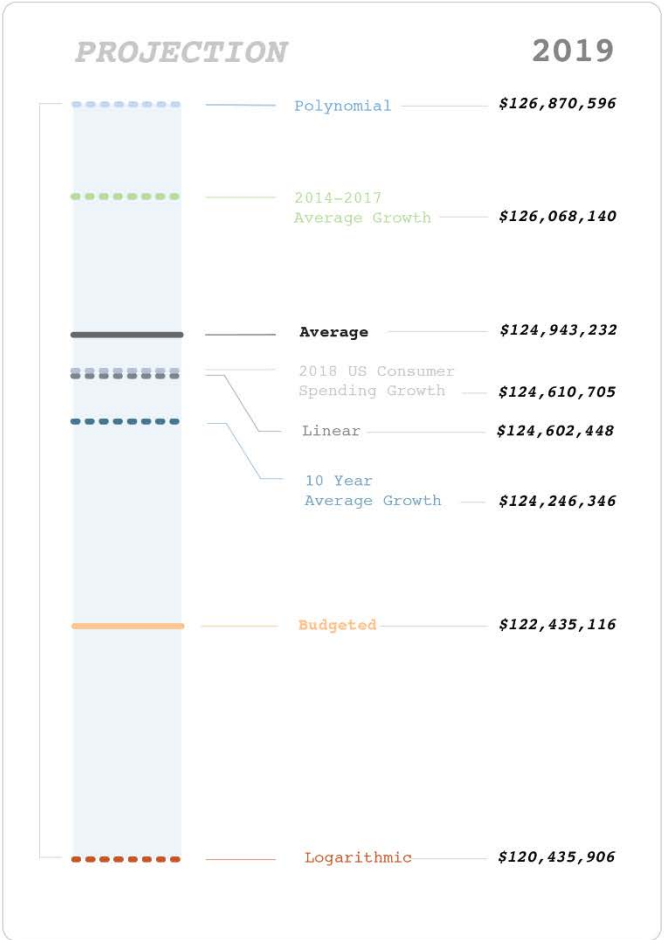 PROJECTION 2019
Polynomial $126,870,596
2014-2017
Average Growth $126,068,140
Average $124,943,232
2018 US Consumer
Spending Growth $124,610,705
Linear $124,602,448
10 Year
Average Growth $124,246,346
Budgeted $122,435,116
Logarithmic $120,435,906